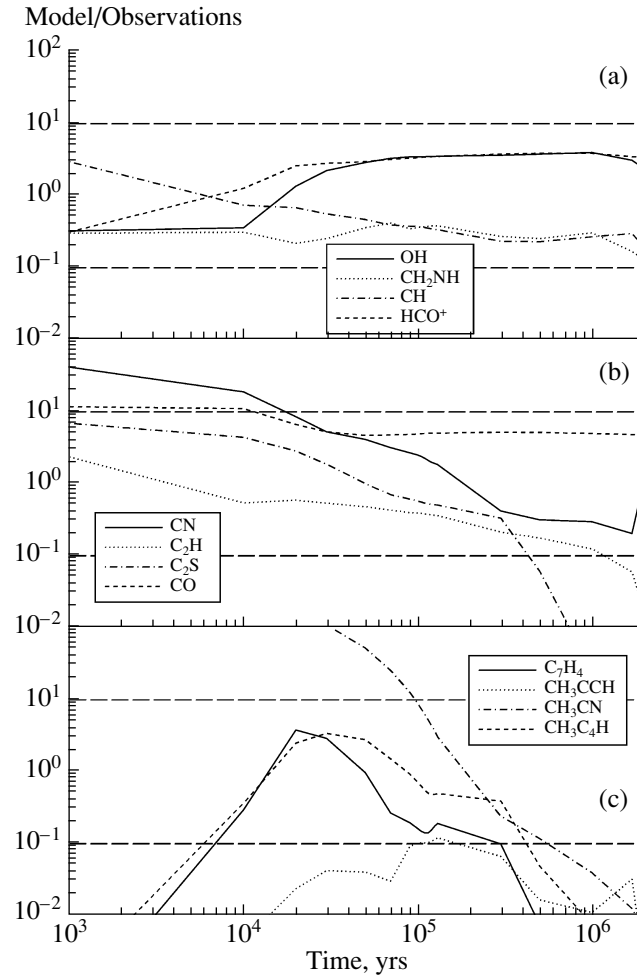 Model/Observations
10²
(a)
10¹
10⁰
10⁻¹
OH
CH₂NH
CH
HCO⁺
10⁻²
(b)
10¹
10⁰
CN
C₂H
C₂S
CO
10⁻¹
10⁻²
C₇H₄
CH₃CCH
CH₃CN
CH₃C₄H
10¹
10⁰
(c)
10⁻¹
10⁻²
10³ 10⁴ 10⁵ 10⁶
Time, yrs